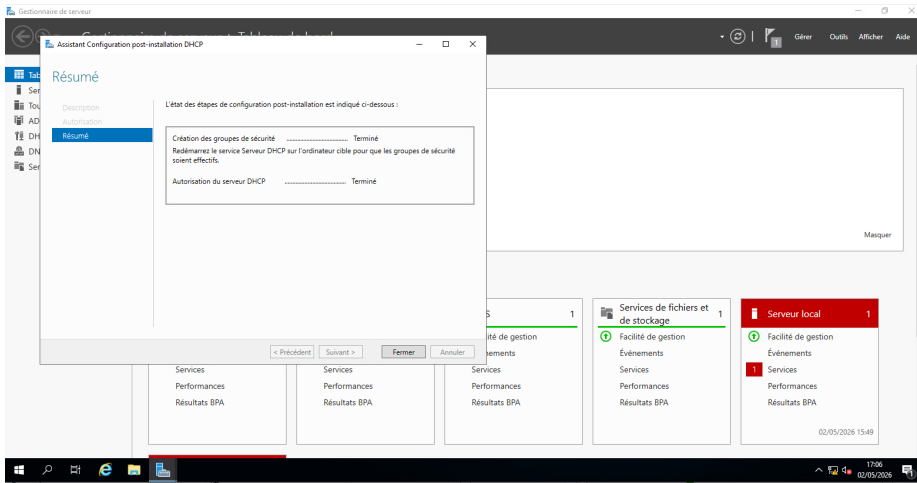 Gestionnaire de serveur
Gérer
Outils
Afficher
Aide
1
Assistant Configuration post-installation DHCP
Résumé
Description
Autorisation
Résumé
L'état des étapes de configuration post-installation est indiqué ci-dessous :
Création des groupes de sécurité ........................ Terminé
Redémarrez le service Serveur DHCP sur l'ordinateur cible pour que les groupes de sécurité
soient effectifs.
Autorisation du serveur DHCP ........................ Terminé
< Précédent
Suivant >
Fermer
Annuler
Masquer
Services
Performances
Résultats BPA
Services
Performances
Résultats BPA
1
Services
Performances
Résultats BPA
Services de fichiers et
de stockage
1
Facilité de gestion
Événements
Services
Performances
Résultats BPA
Serveur local
1
Facilité de gestion
Événements
1
Services
Performances
Résultats BPA
02/05/2026 15:49
17:06
02/05/2026